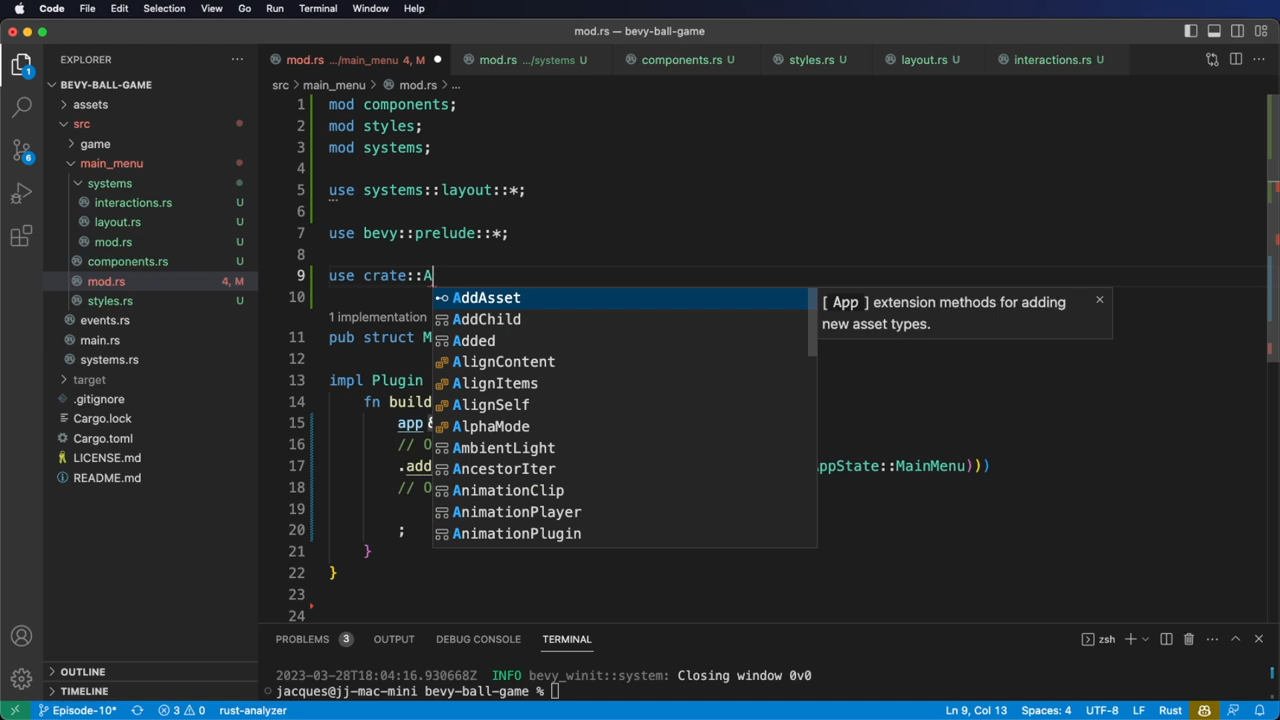 Code File Edit Selection View Go Run Terminal Window Help
mod.rs — bevy-ball-game
EXPLORER
BEVY-BALL-GAME
assets
src
game
main_menu
systems
interactions.rs U
layout.rs U
mod.rs U
components.rs U
mod.rs 4, M
styles.rs U
events.rs
main.rs
systems.rs
target
.gitignore
Cargo.lock
Cargo.toml
LICENSE.md
README.md
OUTLINE
TIMELINE
1
6
mod.rs .../main_menu 4, M
mod.rs .../systems U
components.rs U
styles.rs U
layout.rs U
interactions.rs U
src > main_menu > mod.rs > ...
1 mod components;
2 mod styles;
3 mod systems;
4
5 use systems::layout::*;
6
7 use bevy::prelude::*;
8
9 use crate::A
10
1 implementation
11 pub struct M
12
13 impl Plugin
14 fn build
15 app &
16 // O
17 .add ppState::MainMenu)))
18 // O
19
20 ;
21 }
22 }
23
24
AddAsset
AddChild
Added
AlignContent
AlignItems
AlignSelf
AlphaMode
AmbientLight
AncestorIter
AnimationClip
AnimationPlayer
AnimationPlugin
[ App ] extension methods for adding
new asset types.
PROBLEMS 3 OUTPUT DEBUG CONSOLE TERMINAL
zsh
2023-03-28T18:04:16.930668Z INFO bevy_winit::system: Closing window 0v0
jacques@jj-mac-mini bevy-ball-game %
Episode-10* 3 0 rust-analyzer
Ln 9, Col 13 Spaces: 4 UTF-8 LF Rust